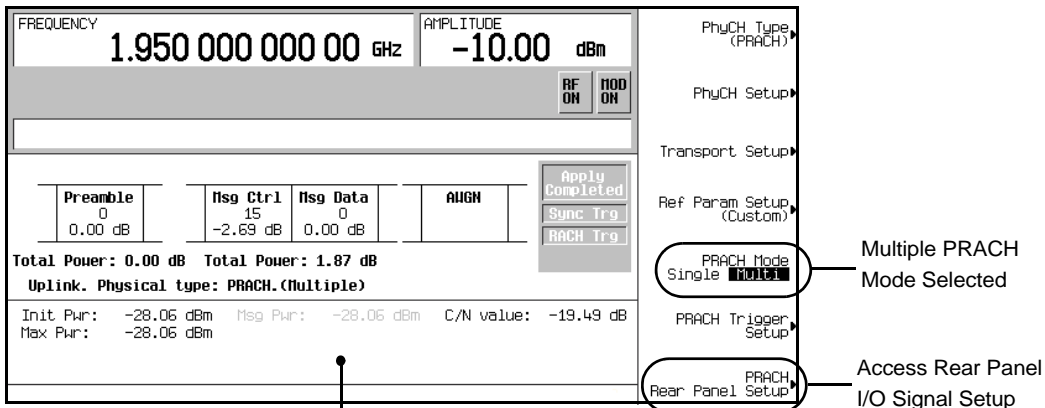 FREQUENCY
1.950 000 000 00 GHz
AMPLITUDE
-10.00 dBm
RF ON
MOD ON
Apply Completed
Sync Trg
RACH Trg
Preamble
0
0.00 dB
Msg Ctrl
15
-2.69 dB
Msg Data
0
0.00 dB
AWGN
Total Power: 0.00 dB Total Power: 1.87 dB
Uplink. Physical type: PRACH.(Multiple)
Init Pwr: -28.06 dBm Msg Pwr: -28.06 dBm C/N value: -19.49 dB
Max Pwr: -28.06 dBm
PhyCH Type
(PRACH)
PhyCH Setup
Transport Setup
Ref Param Setup
(Custom)
PRACH Mode
Single Multi
PRACH Trigger
Setup
PRACH
Rear Panel Setup
Multiple PRACH
Mode Selected
Access Rear Panel
I/O Signal Setup